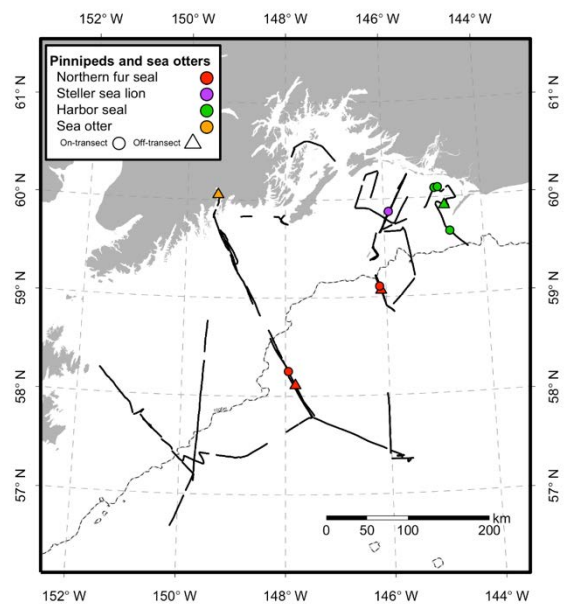 152° W 150° W 148° W 146° W 144° W
Pinnipeds and sea otters
Northern fur seal
Steller sea lion
Harbor seal
Sea otter
On-transect Off-transect
61° N 61° N
60° N 60° N
59° N 59° N
58° N 58° N
57° N 57° N
km
0 50 100 200
152° W 150° W 148° W 146° W 144° W